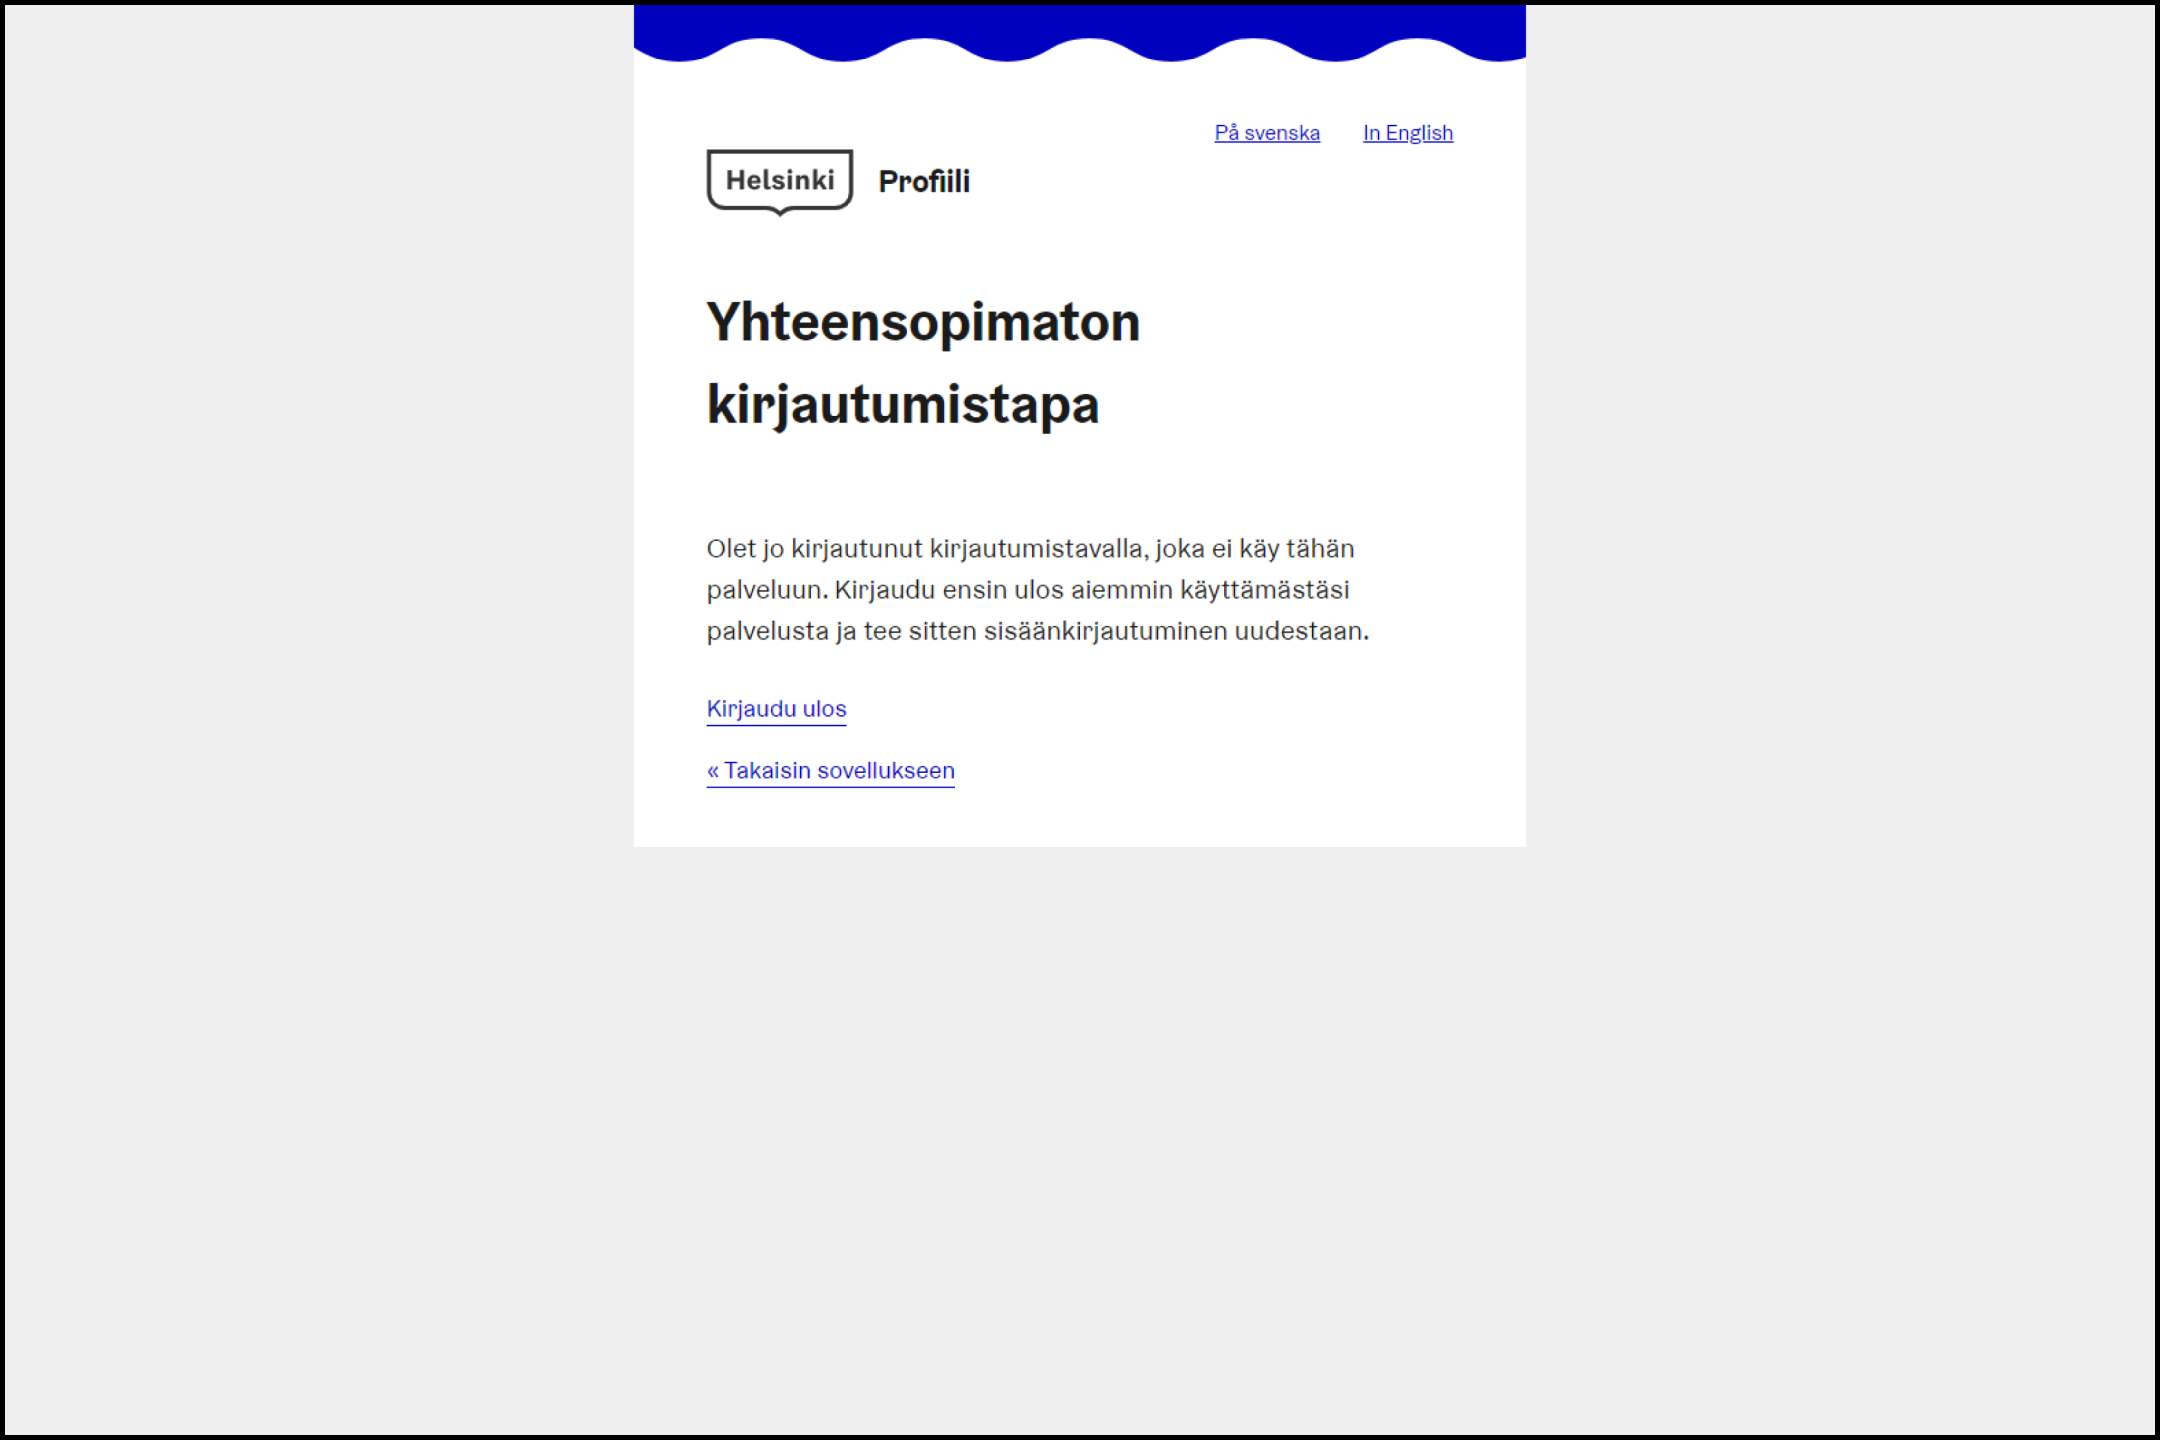 På svenska In English
Helsinki Profiili
Yhteensopimaton
kirjautumistapa
Olet jo kirjautunut kirjautumistavalla, joka ei käy tähän
palveluun. Kirjaudu ensin ulos aiemmin käyttämästäsi
palvelusta ja tee sitten sisäänkirjautuminen uudestaan.
Kirjaudu ulos
« Takaisin sovellukseen